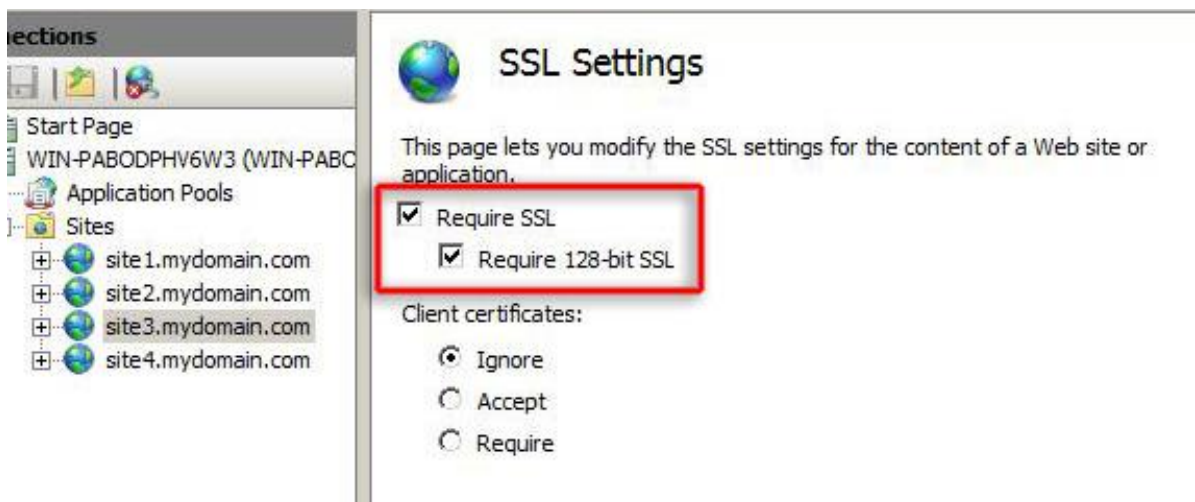 ections
Start Page
WIN-PABODPHV6W3 (WIN-PABC
Application Pools
Sites
site1.mydomain.com
site2.mydomain.com
site3.mydomain.com
site4.mydomain.com
SSL Settings
This page lets you modify the SSL settings for the content of a Web site or
application.
Require SSL
Require 128-bit SSL
Client certificates:
Ignore
Accept
Require